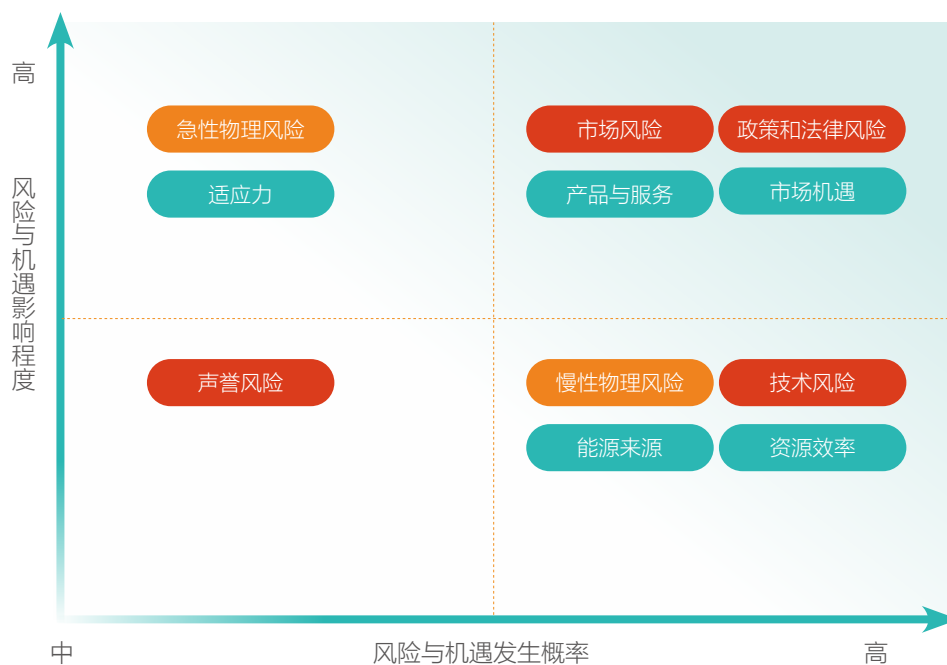 高
风险与机遇影响程度
急性物理风险
适应力
市场风险
政策和法律风险
产品与服务
市场机遇
声誉风险
慢性物理风险
技术风险
能源来源
资源效率
中
风险与机遇发生概率
高